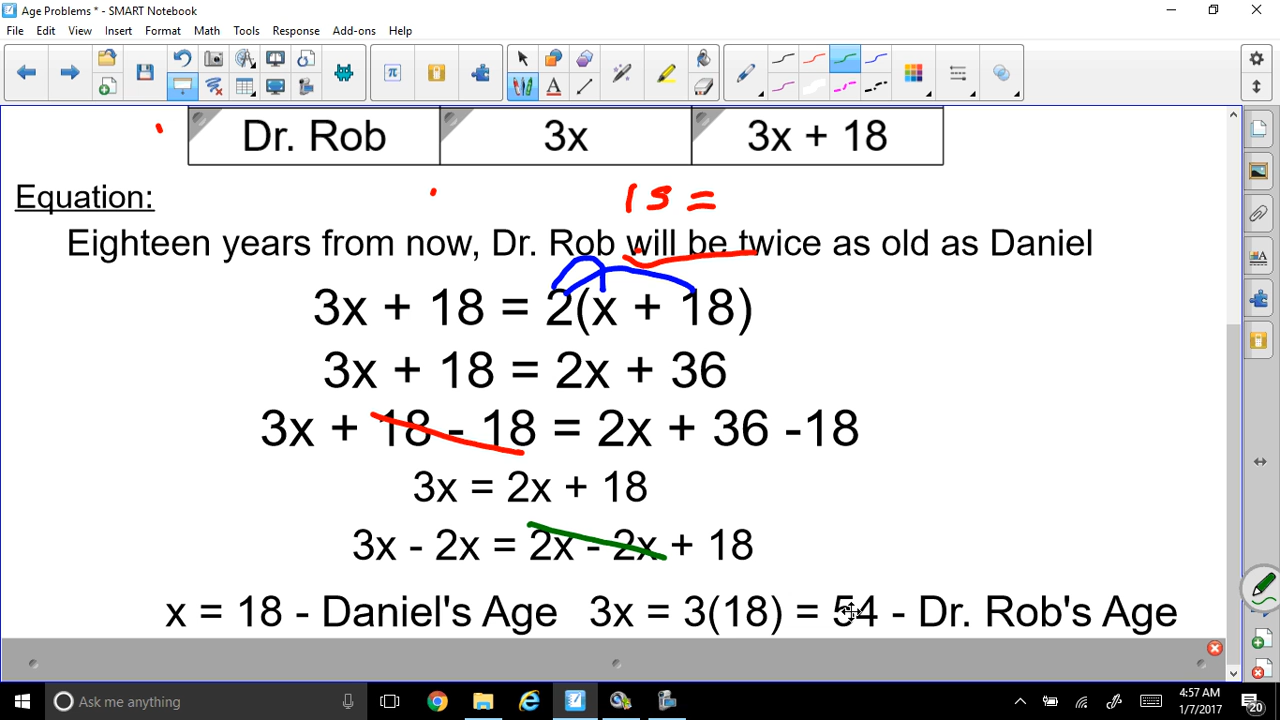 Age Problems * - SMART Notebook
File Edit View Insert Format Math Tools Response Add-ons Help
Dr. Rob 3x 3x + 18
Equation:
is =
Eighteen years from now, Dr. Rob will be twice as old as Daniel
3x + 18 = 2(x + 18)
3x + 18 = 2x + 36
3x + 18 - 18 = 2x + 36 -18
3x = 2x + 18
3x - 2x = 2x - 2x + 18
x = 18 - Daniel's Age 3x = 3(18) = 54 - Dr. Rob's Age
Ask me anything
4:57 AM
1/7/2017
20